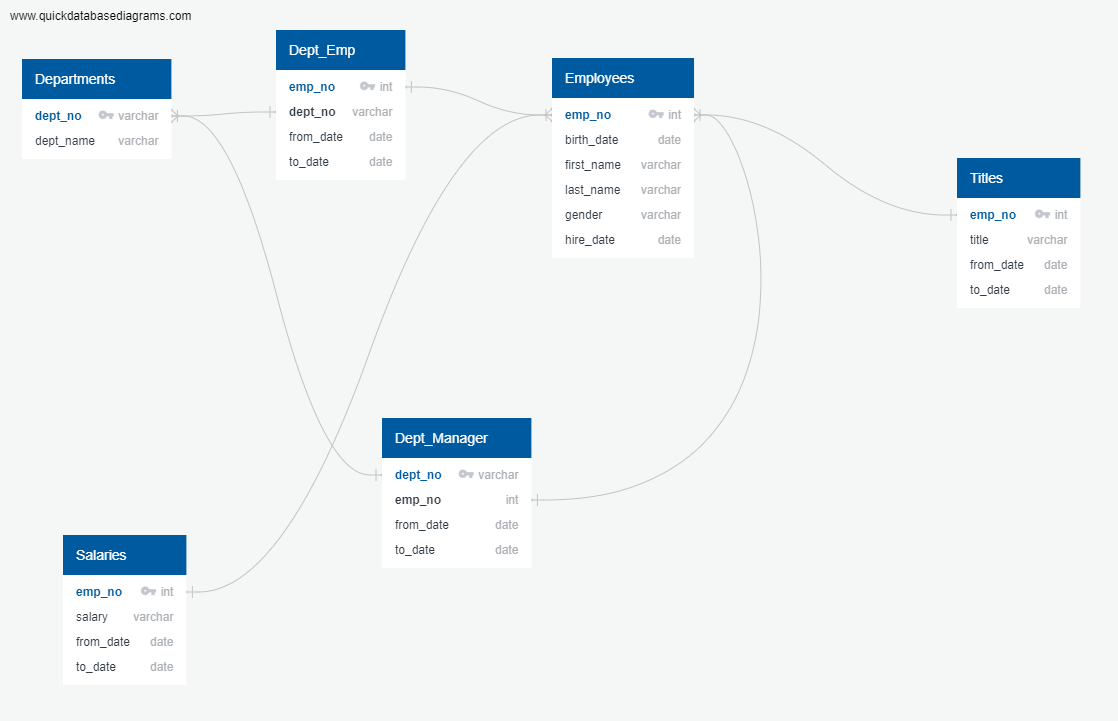 www.quickdatabasediagrams.com
Departments
dept_no varchar
dept_name varchar
Dept_Emp
emp_no int
dept_no varchar
from_date date
to_date date
Employees
emp_no int
birth_date date
first_name varchar
last_name varchar
gender varchar
hire_date date
Titles
emp_no int
title varchar
from_date date
to_date date
Dept_Manager
dept_no varchar
emp_no int
from_date date
to_date date
Salaries
emp_no int
salary varchar
from_date date
to_date date